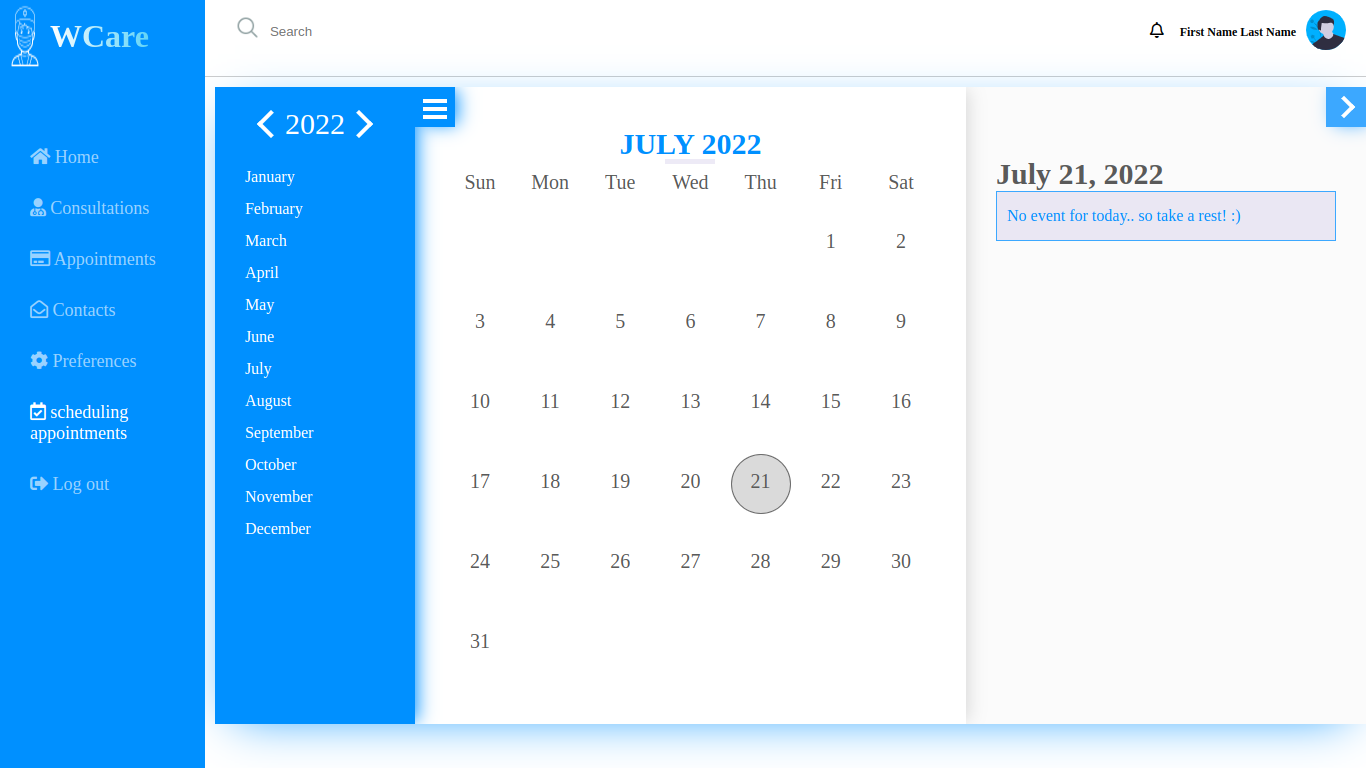 WCare
Home
Consultations
Appointments
Contacts
Preferences
scheduling
appointments
Log out
Search
First Name Last Name
2022
January
February
March
April
May
June
July
August
September
October
November
December
JULY 2022
Sun Mon Tue Wed Thu Fri Sat
1 2
3 4 5 6 7 8 9
10 11 12 13 14 15 16
17 18 19 20 21 22 23
24 25 26 27 28 29 30
31
July 21, 2022
No event for today.. so take a rest! :)